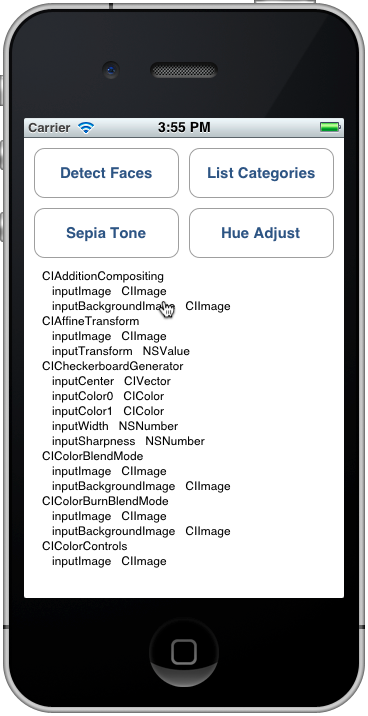 Carrier 3:55 PM
Detect Faces List Categories
Sepia Tone Hue Adjust
CIAdditionCompositing
inputImage CIImage
inputBackgroundImage CIImage
CIAffineTransform
inputImage CIImage
inputTransform NSValue
CICheckerboardGenerator
inputCenter CIVector
inputColor0 CIColor
inputColor1 CIColor
inputWidth NSNumber
inputSharpness NSNumber
CIColorBlendMode
inputImage CIImage
inputBackgroundImage CIImage
CIColorBurnBlendMode
inputImage CIImage
inputBackgroundImage CIImage
CIColorControls
inputImage CIImage